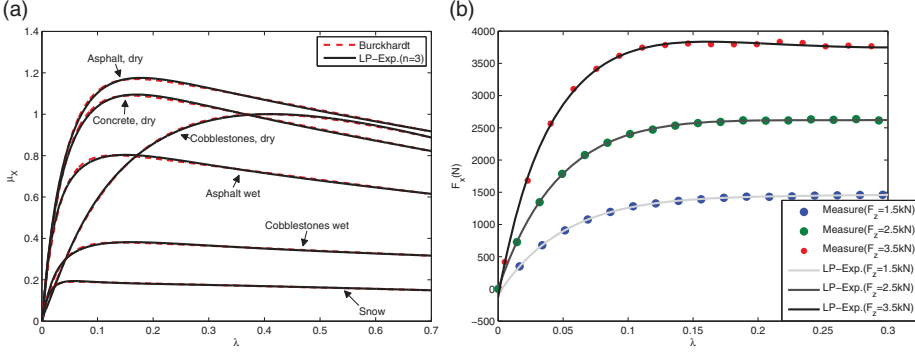 (a)
1.4
1.2
1
0.8
0.6
0.4
0.2
0
μX
Burckhardt
LP-Exp.(n=3)
Asphalt, dry
Concrete, dry
Cobblestones, dry
Asphalt wet
Cobblestones wet
Snow
0 0.1 0.2 0.3 0.4 0.5 0.6 0.7
λ
(b)
4000
3500
3000
2500
2000
1500
1000
500
0
−500
Fx(N)
Measure(Fz=1.5kN)
Measure(Fz=2.5kN)
Measure(Fz=3.5kN)
LP−Exp.(Fz=1.5kN)
LP−Exp.(Fz=2.5kN)
LP−Exp.(Fz=3.5kN)
0 0.05 0.1 0.15 0.2 0.25 0.3
λ